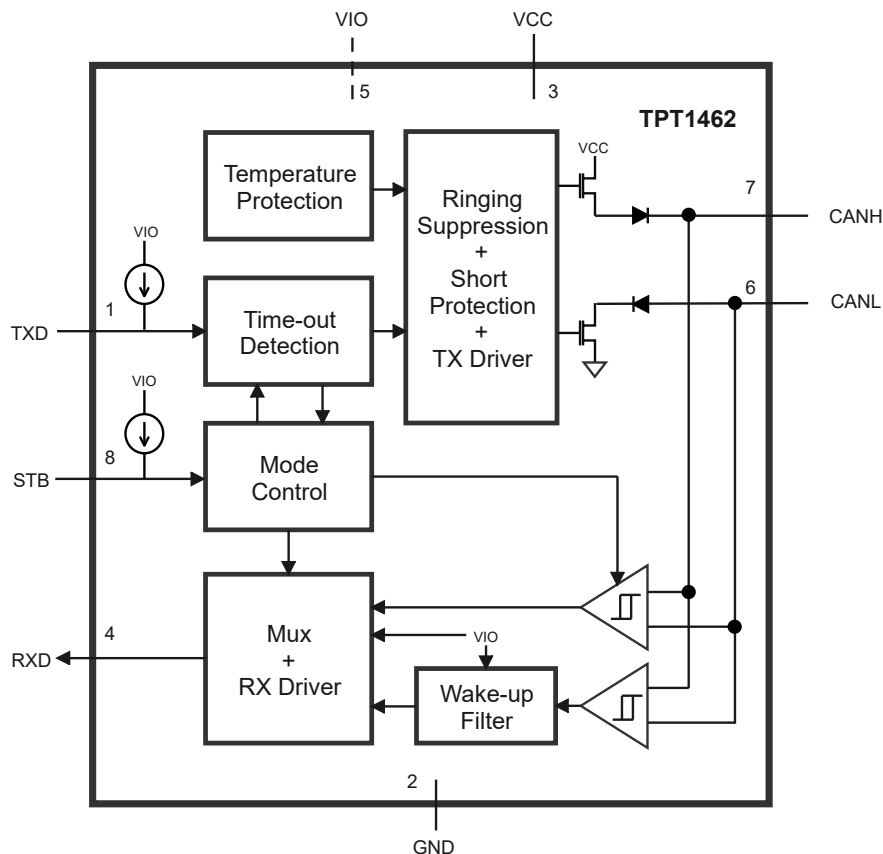 VIO
VCC
5
3
TPT1462
Temperature
Protection
Ringing
Suppression
+
Short
Protection
+
TX Driver
VCC
7
CANH
VIO
1
TXD
Time-out
Detection
6
CANL
VIO
8
STB
Mode
Control
4
RXD
Mux
+
RX Driver
VIO
Wake-up
Filter
2
GND